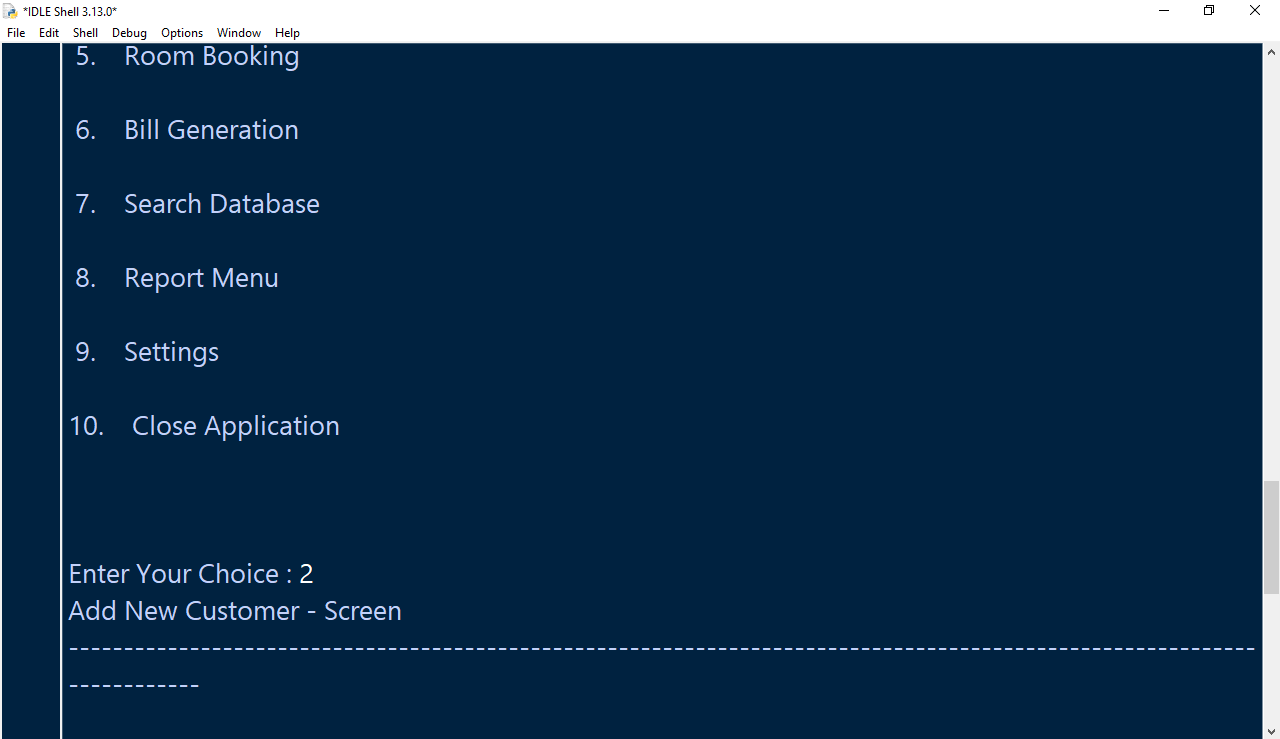 *IDLE Shell 3.13.0*
File Edit Shell Debug Options Window Help
5. Room Booking
6. Bill Generation
7. Search Database
8. Report Menu
9. Settings
10. Close Application
Enter Your Choice : 2
Add New Customer - Screen
------------------------------------------------------------------------------------------------------------
------------